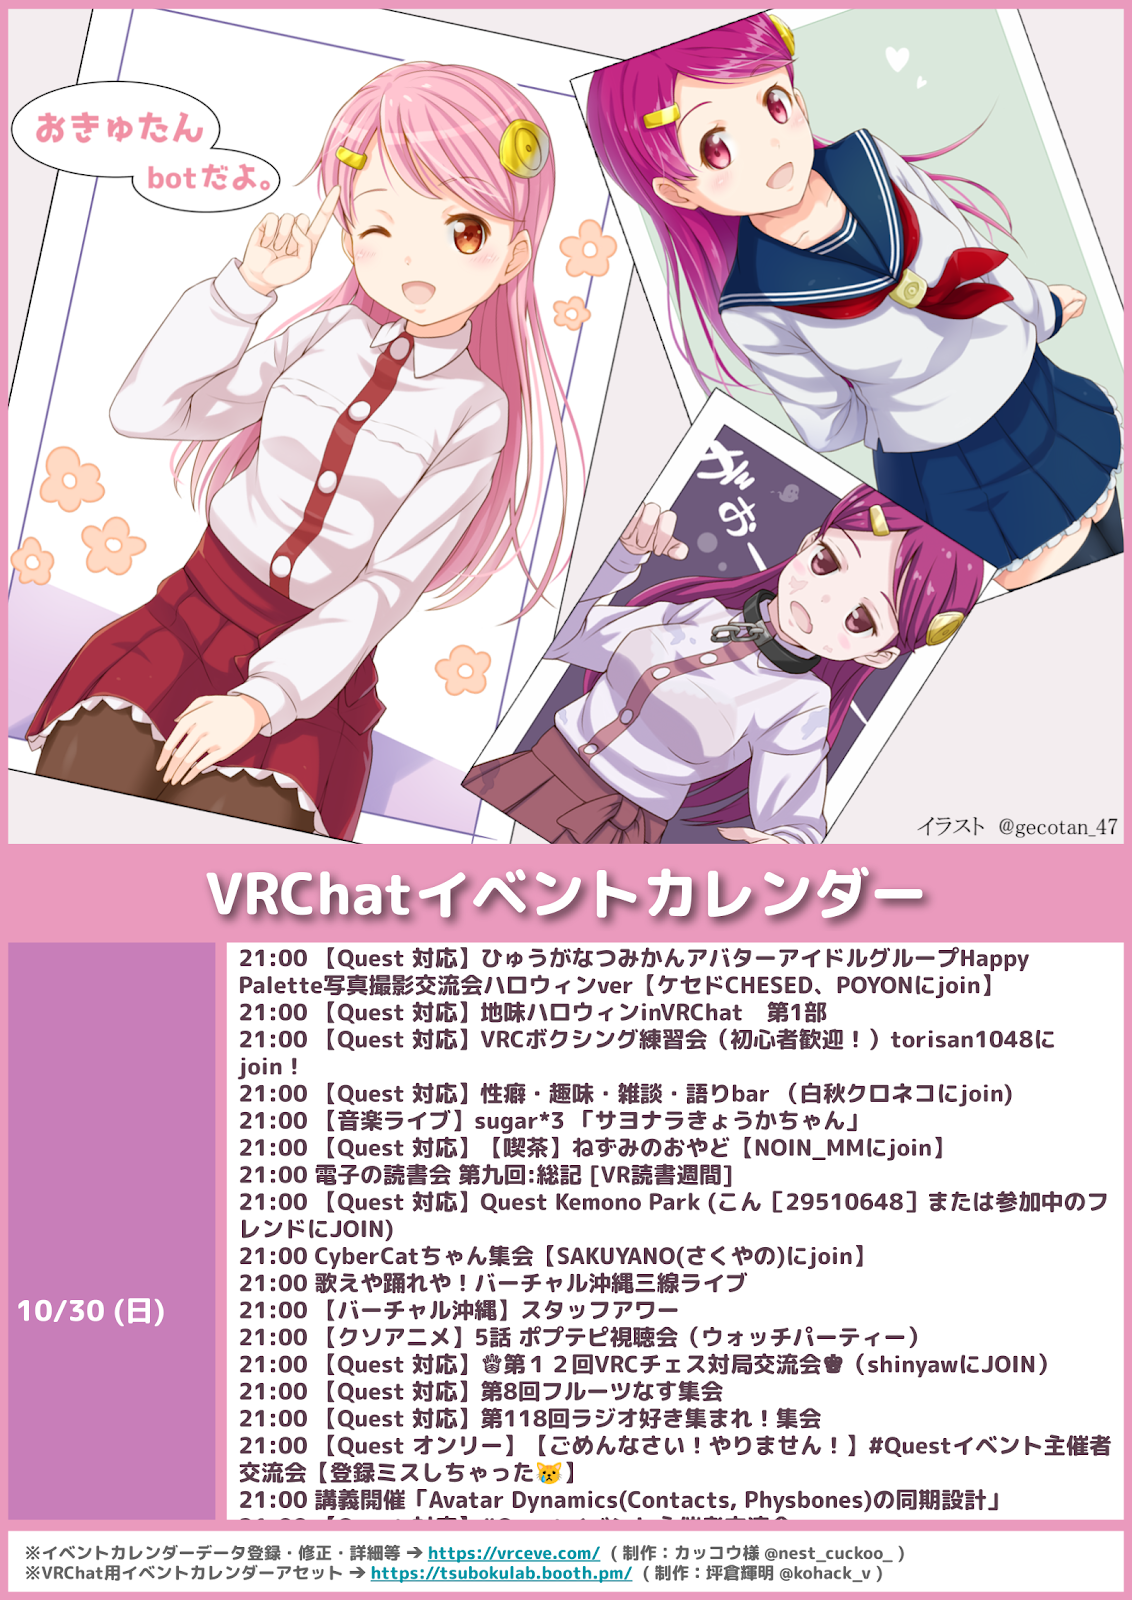 おきゅたん
botだよ。
がおー
イラスト @gecotan_47
VRChatイベントカレンダー
10/30 (日)
21:00 【Quest 対応】ひゅうがなつみかんアバターアイドルグループHappy
Palette写真撮影交流会ハロウィンver【ケセドCHESED、POYONにjoin】
21:00 【Quest 対応】地味ハロウィンinVRChat　第1部
21:00 【Quest 対応】VRCボクシング練習会（初心者歓迎！）torisan1048に
join！
21:00 【Quest 対応】性癖・趣味・雑談・語りbar （白秋クロネコにjoin)
21:00 【音楽ライブ】sugar*3 「サヨナラきょうかちゃん」
21:00 【Quest 対応】【喫茶】ねずみのおやど【NOIN_MMにjoin】
21:00 電子の読書会 第九回:総記 [VR読書週間]
21:00 【Quest 対応】Quest Kemono Park (こん［29510648］または参加中のフ
レンドにJOIN)
21:00 CyberCatちゃん集会【SAKUYANO(さくやの)にjoin】
21:00 歌えや踊れや！バーチャル沖縄三線ライブ
21:00 【バーチャル沖縄】スタッフアワー
21:00 【クソアニメ】5話 ポプテピ視聴会（ウォッチパーティー）
21:00 【Quest 対応】♕第１２回VRCチェス対局交流会♛（shinyawにJOIN）
21:00 【Quest 対応】第8回フルーツなす集会
21:00 【Quest 対応】第118回ラジオ好き集まれ！集会
21:00 【Quest オンリー】【ごめんなさい！やりません！】#Questイベント主催者
交流会【登録ミスしちゃった😿】
21:00 講義開催「Avatar Dynamics(Contacts, Physbones)の同期設計」
※イベントカレンダーデータ登録・修正・詳細等 → https://vrceve.com/ （制作：カッコウ様 @nest_cuckoo_ ）
※VRChat用イベントカレンダーアセット → https://tsubokulab.booth.pm/ （制作：坪倉輝明 @kohack_v ）